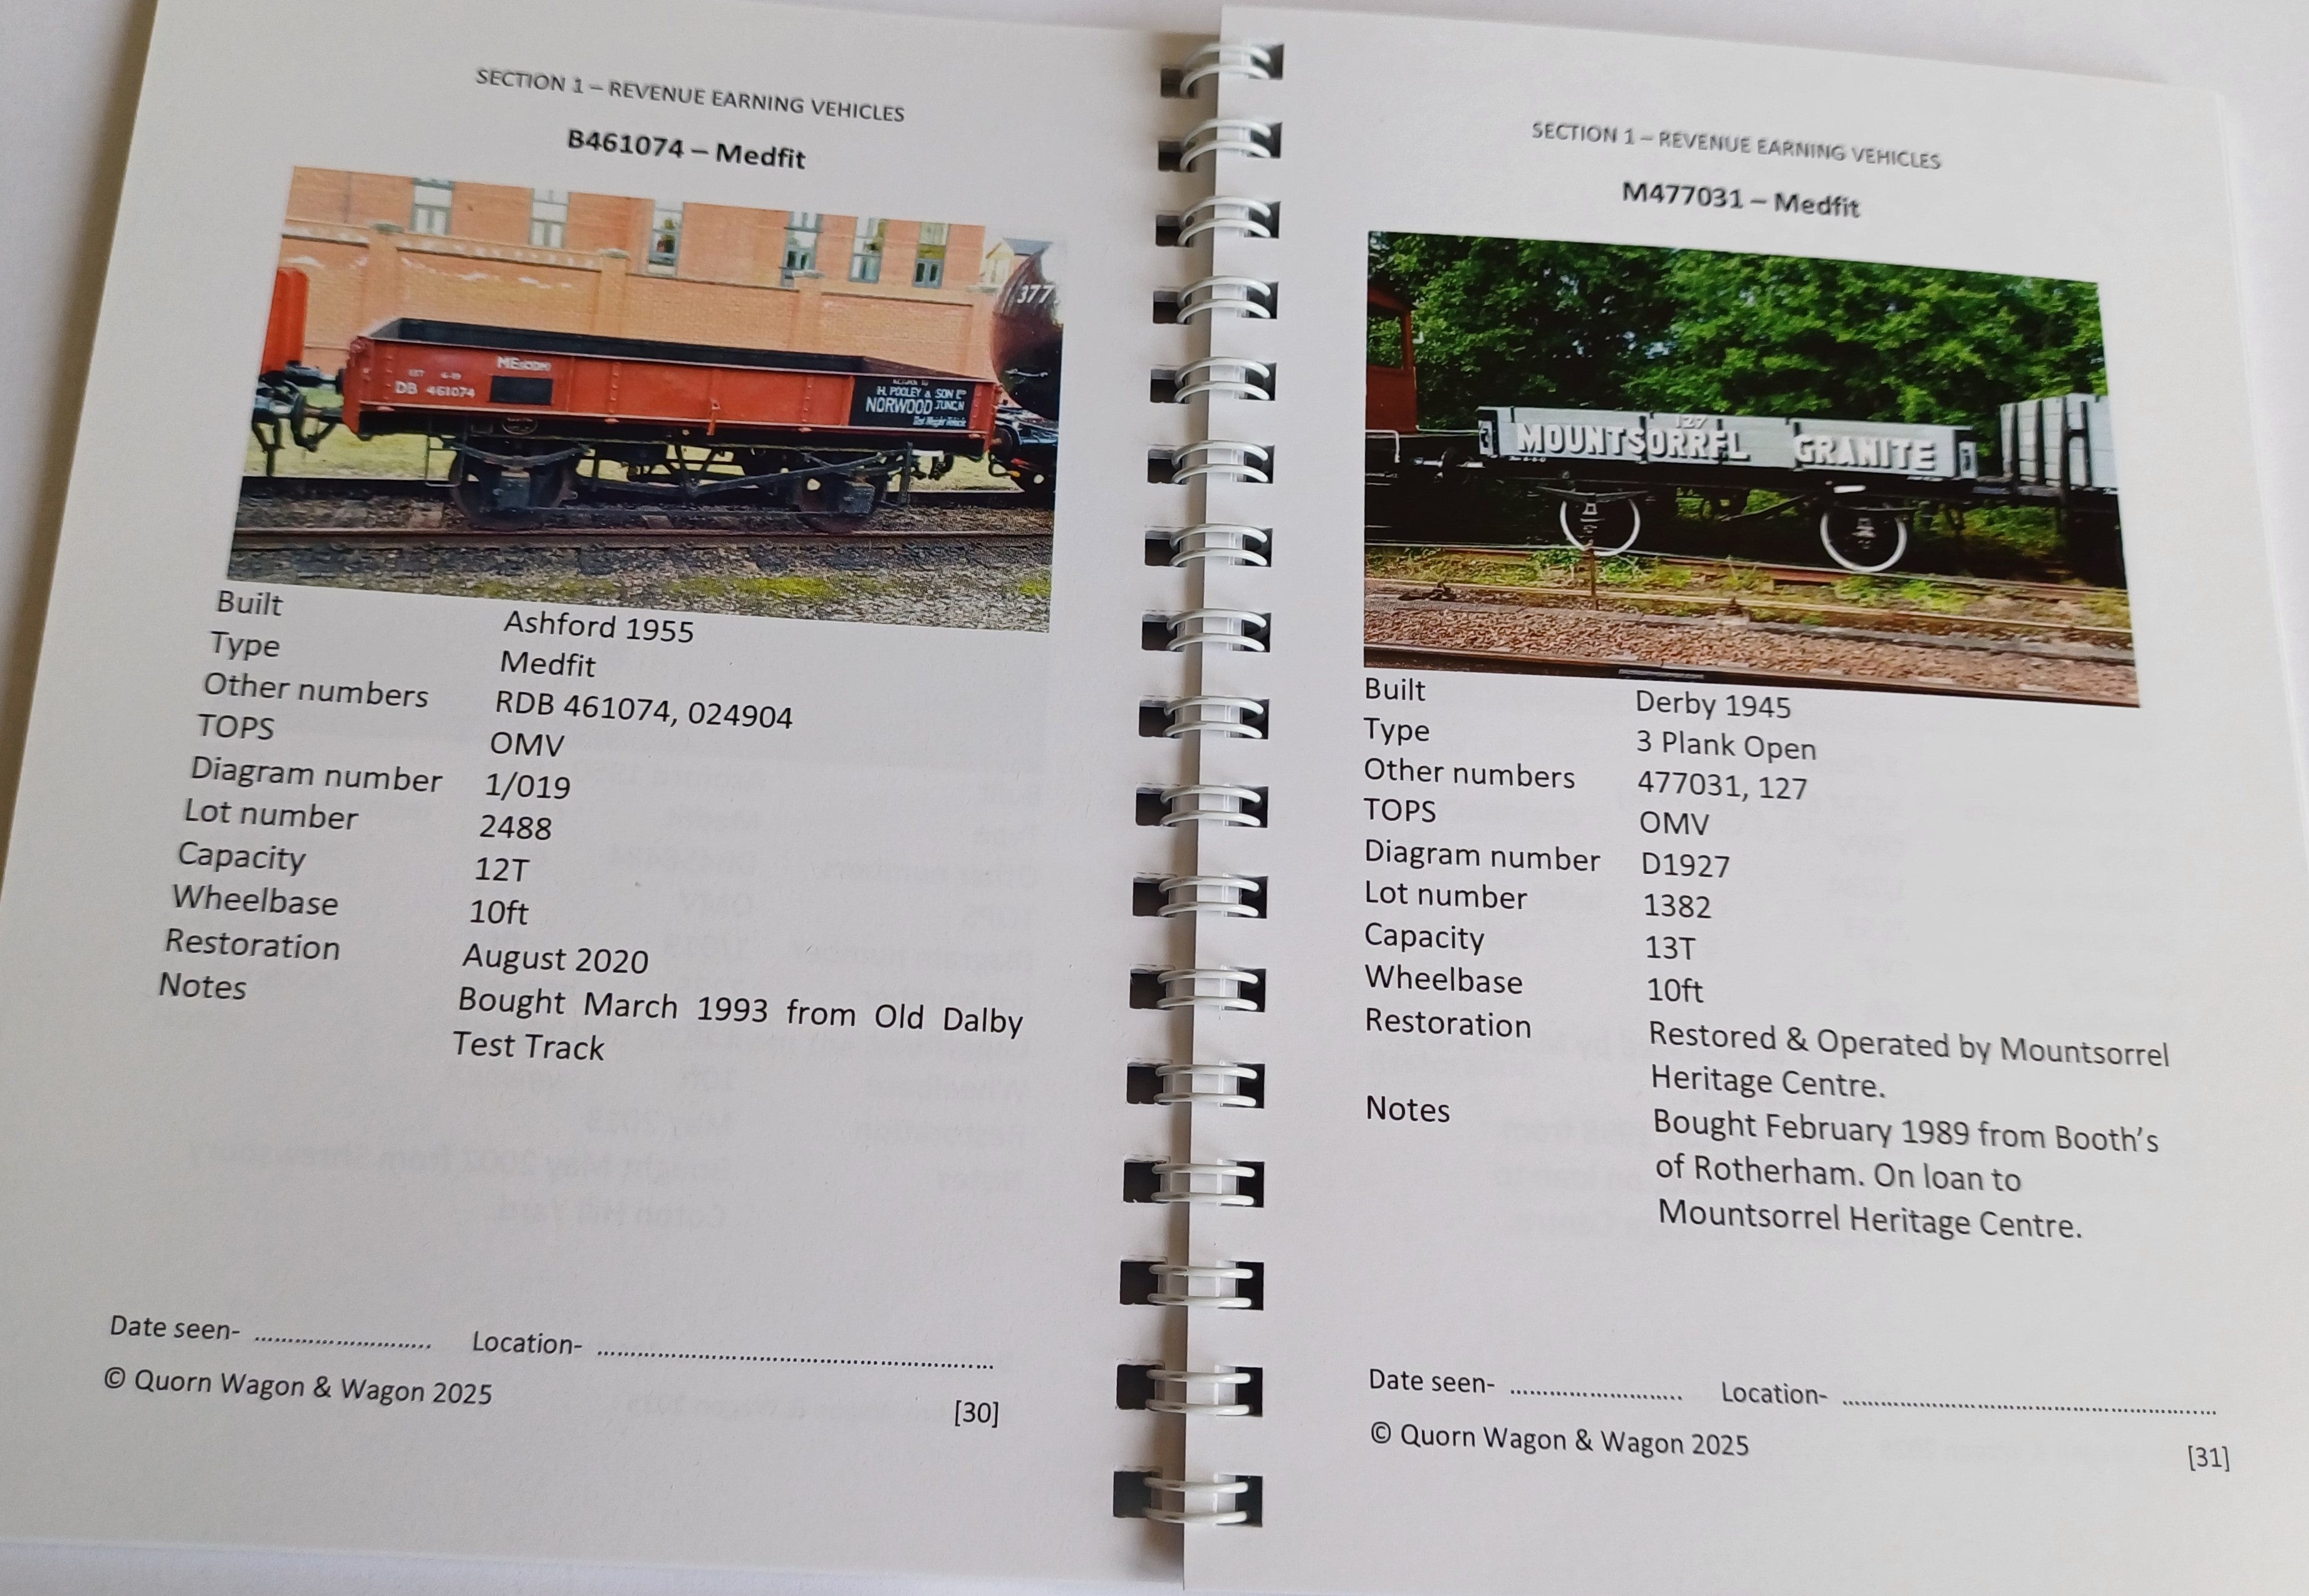 SECTION 1 – REVENUE EARNING VEHICLES
B461074 – Medfit
377
DB 461074
H. POOLEY & SON Lᵀᴰ
NORWOOD JUNCN
Built Ashford 1955
Type Medfit
Other numbers RDB 461074, 024904
TOPS OMV
Diagram number 1/019
Lot number 2488
Capacity 12T
Wheelbase 10ft
Restoration August 2020
Notes Bought March 1993 from Old Dalby
Test Track
Date seen- .......................... Location- ..........................................................
© Quorn Wagon & Wagon 2025
[30]
SECTION 1 – REVENUE EARNING VEHICLES
M477031 – Medfit
127
MOUNTSORREL GRANITE
Built Derby 1945
Type 3 Plank Open
Other numbers 477031, 127
TOPS OMV
Diagram number D1927
Lot number 1382
Capacity 13T
Wheelbase 10ft
Restoration Restored & Operated by Mountsorrel
Heritage Centre.
Notes Bought February 1989 from Booth's
of Rotherham. On loan to
Mountsorrel Heritage Centre.
Date seen- .......................... Location- ..........................................................
© Quorn Wagon & Wagon 2025
[31]